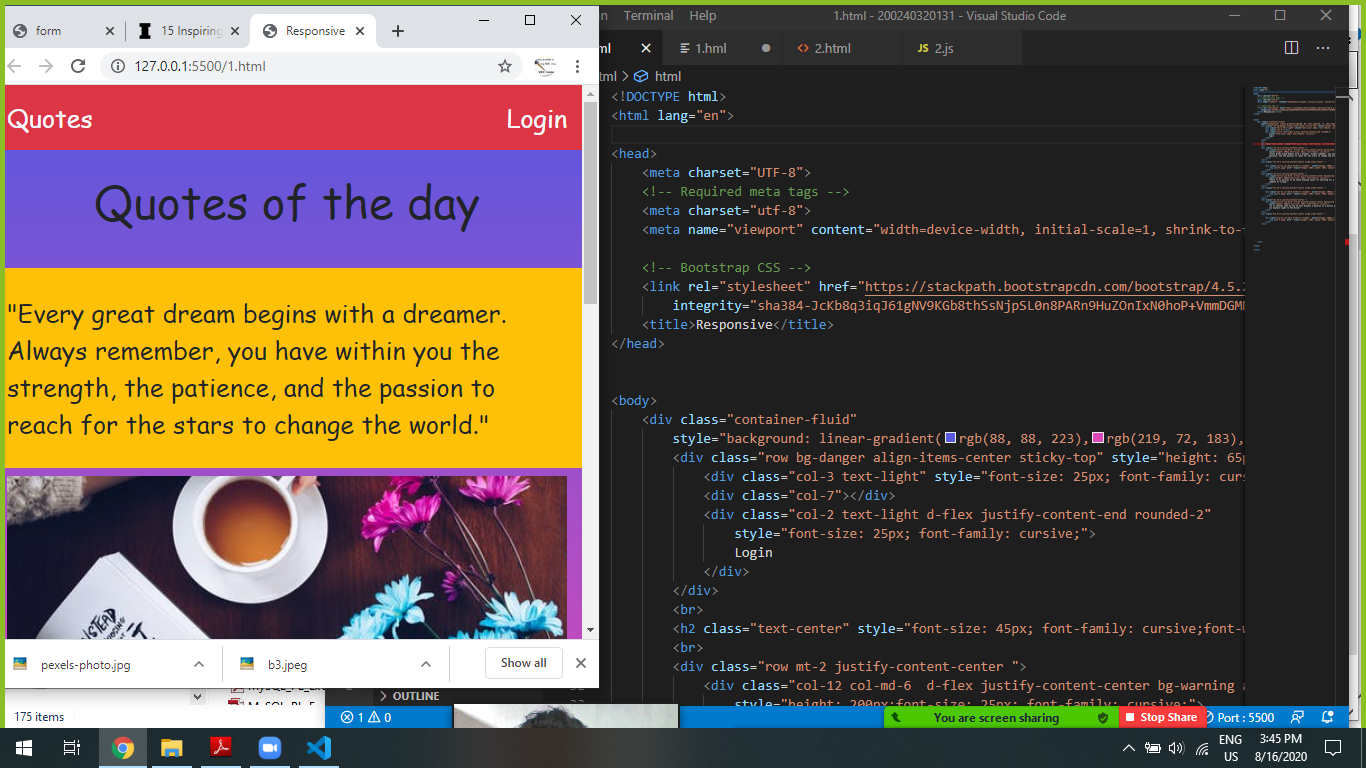 form
15 Inspiring
Responsive
127.0.0.1:5500/1.html
Quotes
Login
Quotes of the day
"Every great dream begins with a dreamer.
Always remember, you have within you the
strength, the patience, and the passion to
reach for the stars to change the world."
pexels-photo.jpg
b3.jpeg
Show all
175 items
Terminal Help
1.html - 200240320131 - Visual Studio Code
1.hml
2.html
JS 2.js
html
<!DOCTYPE html>
<html lang="en">
<head>
<meta charset="UTF-8">
<!-- Required meta tags -->
<meta charset="utf-8">
<meta name="viewport" content="width=device-width, initial-scale=1, shrink-to-
<!-- Bootstrap CSS -->
<link rel="stylesheet" href="https://stackpath.bootstrapcdn.com/bootstrap/4.5.2
integrity="sha384-JcKb8q3iqJ61gNV9KGb8thSsNjpSL0n8PARn9HuZOnIxN0hoP+VmmDGM
<title>Responsive</title>
</head>
<body>
<div class="container-fluid"
style="background: linear-gradient(rgb(88, 88, 223),rgb(219, 72, 183),
<div class="row bg-danger align-items-center sticky-top" style="height: 65p
<div class="col-3 text-light" style="font-size: 25px; font-family: curs
<div class="col-7"></div>
<div class="col-2 text-light d-flex justify-content-end rounded-2"
style="font-size: 25px; font-family: cursive;">
Login
</div>
</div>
<br>
<h2 class="text-center" style="font-size: 45px; font-family: cursive;font-w
<br>
<div class="row mt-2 justify-content-center ">
<div class="col-12 col-md-6  d-flex justify-content-center bg-warning a
style="height: 200px;font-size: 25px; font-family: cursive;">
OUTLINE
1 0
You are screen sharing
Stop Share
Port : 5500
ENG
US
3:45 PM
8/16/2020